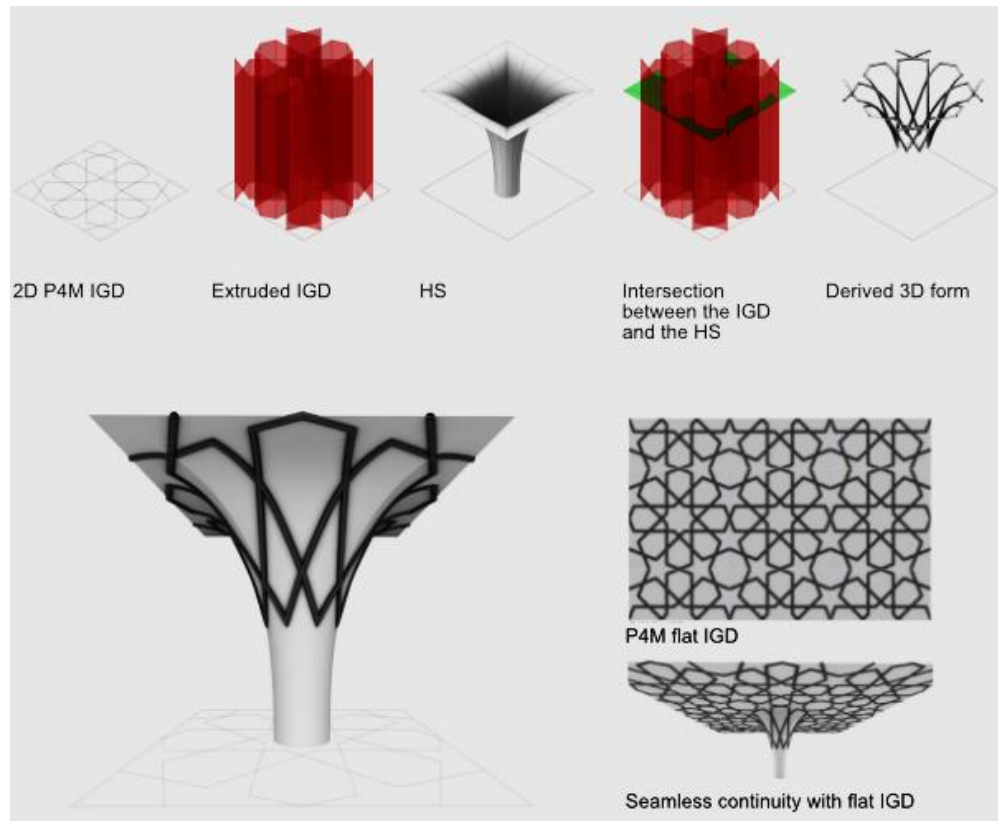 2D P4M IGD
Extruded IGD
HS
Intersection
between the IGD
and the HS
Derived 3D form
P4M flat IGD
Seamless continuity with flat IGD